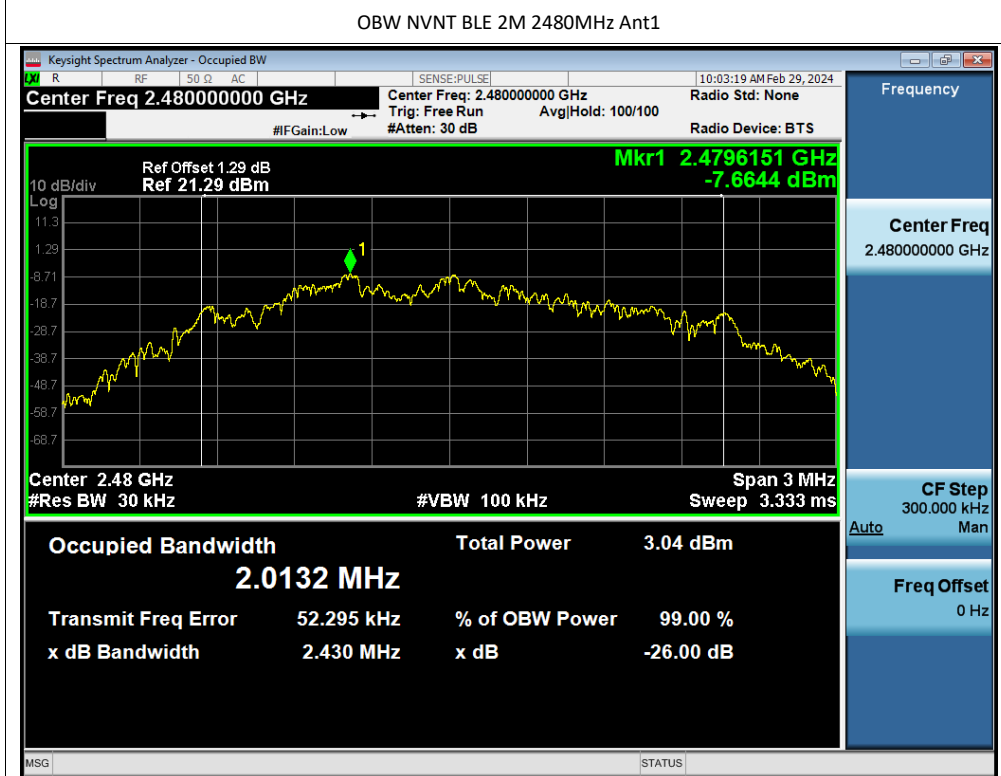 OBW NVNT BLE 2M 2480MHz Ant1
Keysight Spectrum Analyzer - Occupied BW
LXI R RF 50 Ω AC SENSE:PULSE 10:03:19 AM Feb 29, 2024
Center Freq 2.480000000 GHz Center Freq: 2.480000000 GHz Radio Std: None
Trig: Free Run Avg|Hold: 100/100
#IFGain:Low #Atten: 30 dB Radio Device: BTS
Frequency
Mkr1 2.4796151 GHz
-7.6644 dBm
Ref Offset 1.29 dB
10 dB/div Ref 21.29 dBm
Log
11.3
1.29
-8.71
-18.7
-28.7
-38.7
-48.7
-58.7
-68.7
1
Center 2.48 GHz Span 3 MHz
#Res BW 30 kHz #VBW 100 kHz Sweep 3.333 ms
Center Freq
2.480000000 GHz
CF Step
300.000 kHz
Auto Man
Freq Offset
0 Hz
Occupied Bandwidth Total Power 3.04 dBm
2.0132 MHz
Transmit Freq Error 52.295 kHz % of OBW Power 99.00 %
x dB Bandwidth 2.430 MHz x dB -26.00 dB
MSG STATUS